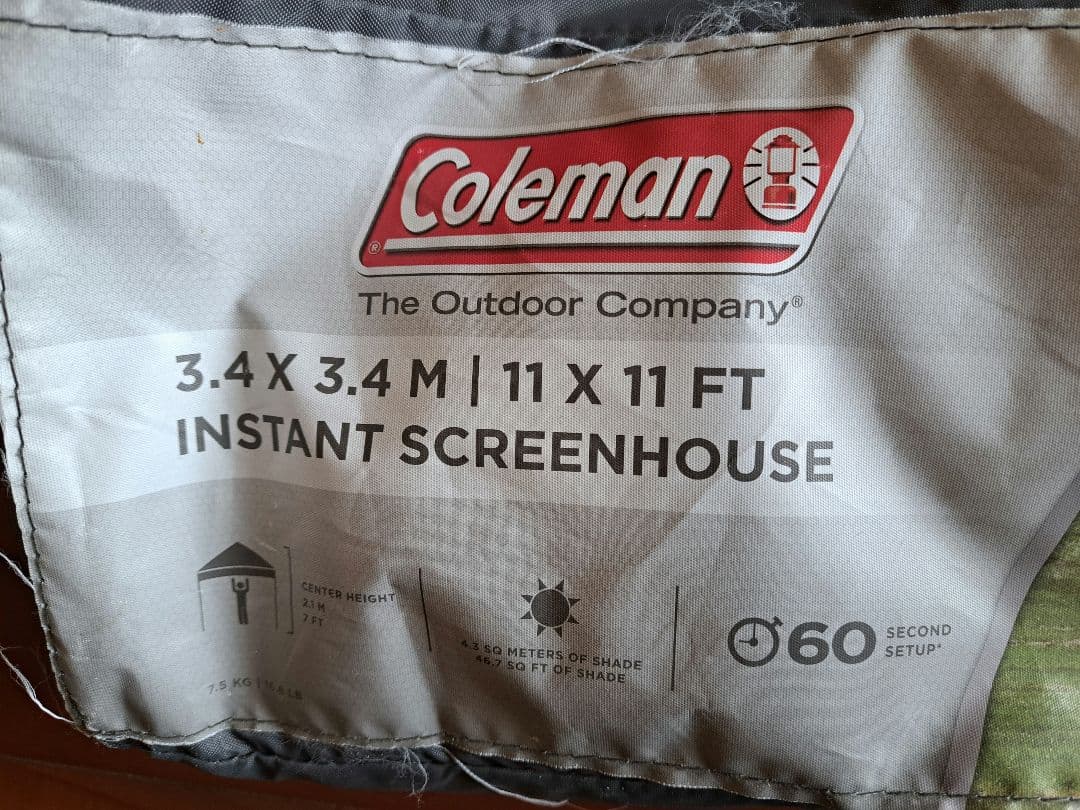 Coleman ®
The Outdoor Company®
3.4 X 3.4 M | 11 X 11 FT
INSTANT SCREENHOUSE
CENTER HEIGHT
2.1 M
7 FT
7.5 KG | 16.6 LB
4.3 SQ METERS OF SHADE
46.7 SQ FT OF SHADE
60 SECOND
SETUP*